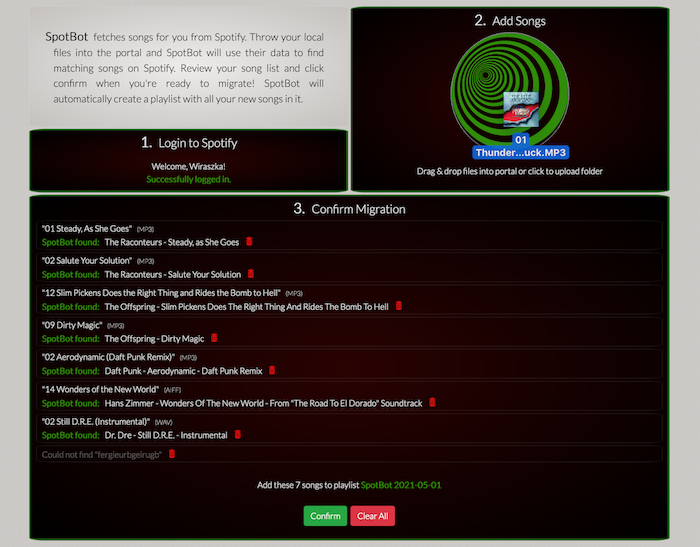 SpotBot fetches songs for you from Spotify. Throw your local
files into the portal and SpotBot will use their data to find
matching songs on Spotify. Review your song list and click
confirm when you're ready to migrate! SpotBot will
automatically create a playlist with all your new songs in it.
1. Login to Spotify
Welcome, Wiraszka!
Successfully logged in.
2. Add Songs
01
Thunder...uck.MP3
Drag & drop files into portal or click to upload folder
3. Confirm Migration
"01 Steady, As She Goes" (MP3)
SpotBot found: The Raconteurs - Steady, as She Goes
"02 Salute Your Solution" (MP3)
SpotBot found: The Raconteurs - Salute Your Solution
"12 Slim Pickens Does the Right Thing and Rides the Bomb to Hell" (MP3)
SpotBot found: The Offspring - Slim Pickens Does The Right Thing And Rides The Bomb To Hell
"09 Dirty Magic" (MP3)
SpotBot found: The Offspring - Dirty Magic
"02 Aerodynamic (Daft Punk Remix)" (MP3)
SpotBot found: Daft Punk - Aerodynamic - Daft Punk Remix
"14 Wonders of the New World" (AIFF)
SpotBot found: Hans Zimmer - Wonders Of The New World - From "The Road To El Dorado" Soundtrack
"02 Still D.R.E. (Instrumental)" (WAV)
SpotBot found: Dr. Dre - Still D.R.E. - Instrumental
Could not find "fergieurbgeirugb"
Add these 7 songs to playlist SpotBot 2021-05-01
Confirm
Clear All